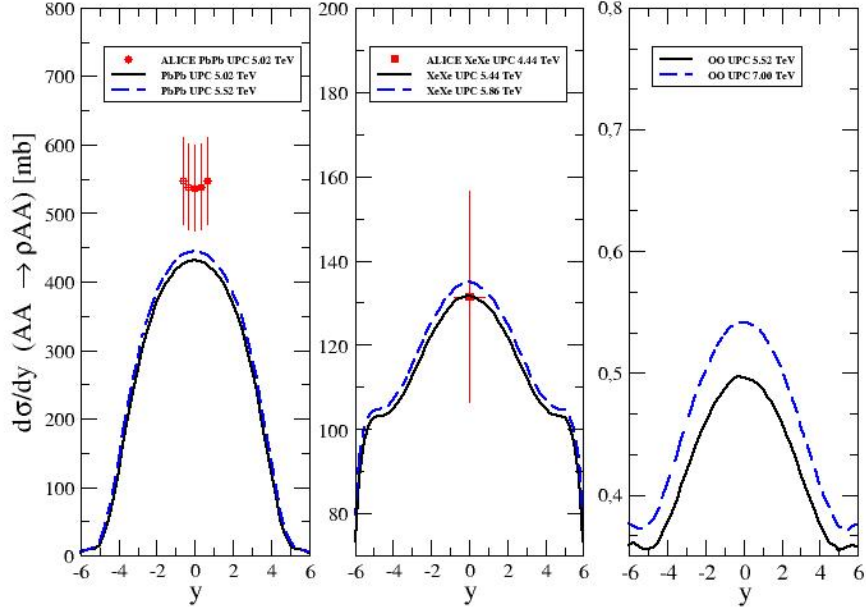 dσ/dy (AA → ρAA) [mb]
800
700
600
500
400
300
200
100
0
ALICE PbPb UPC 5.02 TeV
PbPb UPC 5.02 TeV
PbPb UPC 5.52 TeV
-6 -4 -2 0 2 4 6
y
200
180
160
140
120
100
80
ALICE XeXe UPC 4.44 TeV
XeXe UPC 5.44 TeV
XeXe UPC 5.86 TeV
-6 -4 -2 0 2 4 6
y
0,8
0,8
0,6
0,5
0,4
OO UPC 5.52 TeV
OO UPC 7.00 TeV
-6 -4 -2 0 2 4 6
y